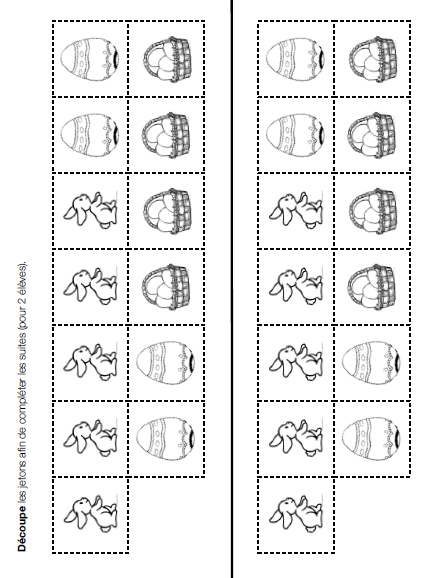 Découpe les jetons afin de compléter les suites (pour 2 élèves).